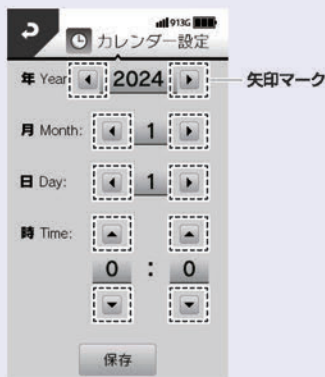 913G
カレンダー設定
年 Year: 2024
矢印マーク
月 Month: 1
日 Day: 1
時 Time:
0 : 0
保存